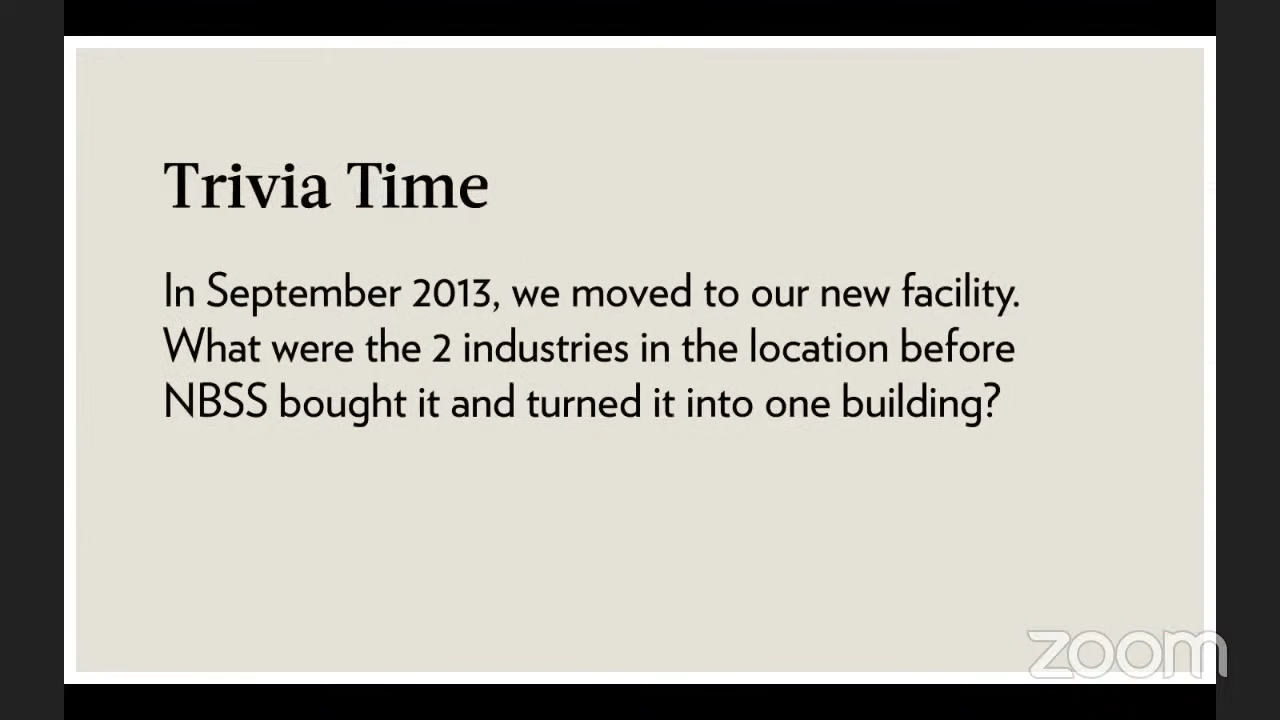 Trivia Time
In September 2013, we moved to our new facility.
What were the 2 industries in the location before
NBSS bought it and turned it into one building?
zoom